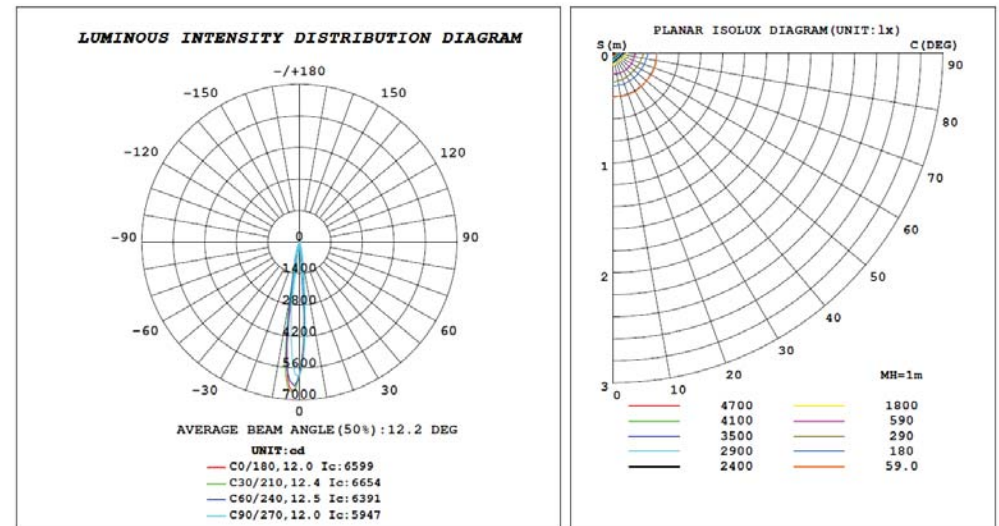 LUMINOUS INTENSITY DISTRIBUTION DIAGRAM
-/+180
-150 150
-120 120
-90 90
-60 60
-30 30
0
0
1400
2800
4200
5600
7000
AVERAGE BEAM ANGLE(50%):12.2 DEG
UNIT:cd
C0/180,12.0 Ic:6599
C30/210,12.4 Ic:6654
C60/240,12.5 Ic:6391
C90/270,12.0 Ic:5947
PLANAR ISOLUX DIAGRAM(UNIT:lx)
S(m) C(DEG)
0 90
80
1
70
60
2 50
40
30
20
3 10
0
MH=1m
4700 1800
4100 590
3500 290
2900 180
2400 59.0